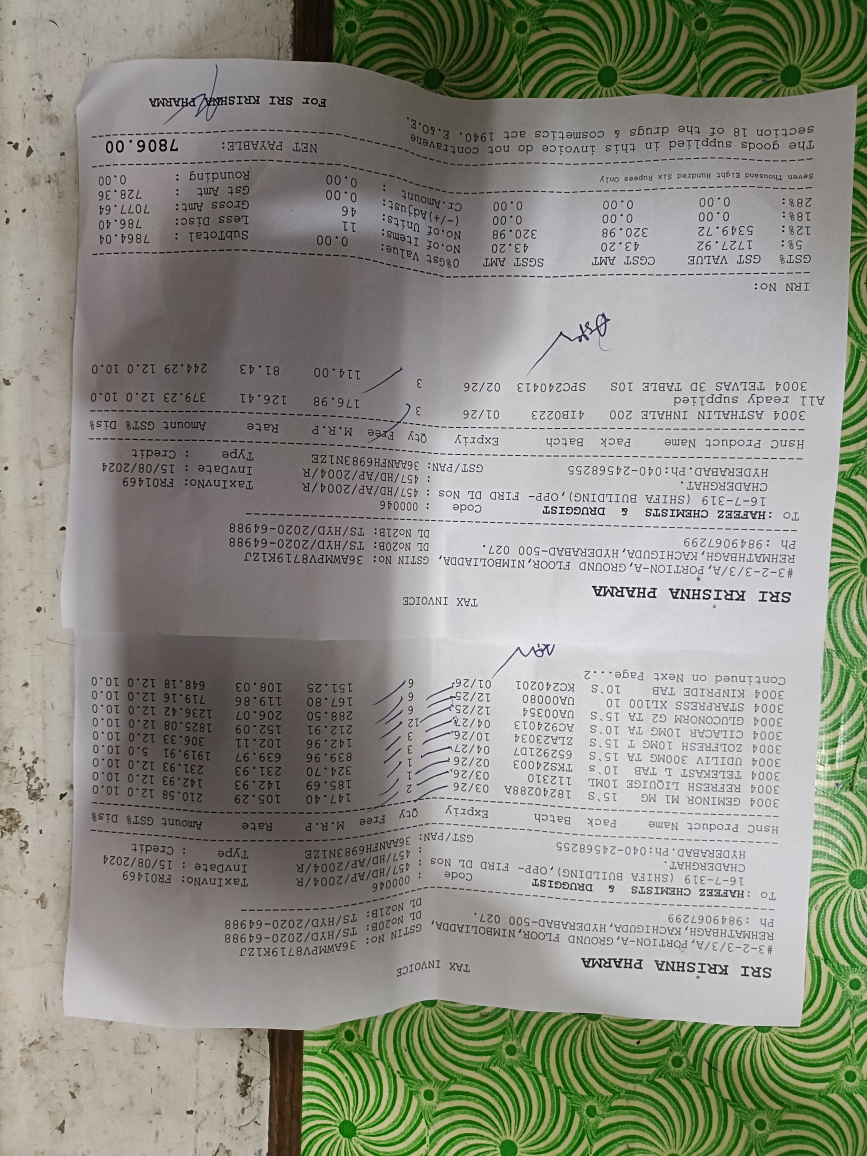 TAX INVOICE
SRI KRISHNA PHARMA
#3-2-3/3/A, PORTION-A, GROUND FLOOR, NIMBOLIADDA, GSTIN No: 36AWMPV8719K1ZJ
REHMATHBAGH, KACHIGUDA, HYDERABAD-500 027. DL No20B: TS/HYD/2020-64988
Ph :9849067299 DL No21B: TS/HYD/2020-64988
To :HAFEEZ CHEMISTS & DRUGGIST Code : 000046 TaxInvNo: FR01469
16-7-319 (SHIFA BUILDING),OPP- FIRD DL Nos : 457/HD/AP/2004/R InvDate : 15/08/2024
CHADERGHAT. : 457/HD/AP/2004/R Type : Credit
HYDERABAD.Ph:040-24568255 GST/PAN: 36AANFH6983N1ZE
HsnC Product Name Pack Batch Expriy Qty Free M.R.P Rate Amount GST% Dis%
3004 GEMINOR M1 MG 15`S 18240288A 03/26 2 147.40 105.29 210.58 12.0 10.0
3004 REFRESH LIQUIGE 10ML 112310 03/26 1 185.69 142.93 142.93 12.0 10.0
3004 TELEKAST L TAB 10`S 02/26 1 324.70 231.93 231.93 12.0 10.0
3004 UDILIV 300MG TA 15`S 659292D7 04/27 3 839.96 639.97 1919.91 5.0 10.0
3004 ZOLFRESH 10MG T 15`S ZIAZ4034 10/26 3 142.96 102.11 306.33 12.0 10.0
3004 CILACAR 10MG TA 15`S AC924013 04/27 12 212.91 152.09 1825.08 12.0 10.0
3004 GLUCONORM G2 TA 15`S UA00354 12/25 6 288.50 206.07 1236.42 12.0 10.0
3004 STARPRESS XL100 10 UA00080 12/25 6 167.80 119.86 719.16 12.0 10.0
3004 KINPRIDE TAB 10`S KC240201 01/26 6 151.25 108.03 648.18 12.0 10.0
Continued on Next Page...2
TAX INVOICE
SRI KRISHNA PHARMA
#3-2-3/3/A, PORTION-A, GROUND FLOOR, NIMBOLIADDA, GSTIN No: 36AWMPV8719K1ZJ
REHMATHBAGH, KACHIGUDA, HYDERABAD-500 027. DL No20B: TS/HYD/2020-64988
Ph :9849067299 DL No21B: TS/HYD/2020-64988
To :HAFEEZ CHEMISTS & DRUGGIST Code : 000046 TaxInvNo: FR01469
16-7-319 (SHIFA BUILDING),OPP- FIRD DL Nos : 457/HD/AP/2004/R InvDate : 15/08/2024
CHADERGHAT. : 457/HD/AP/2004/R Type : Credit
HYDERABAD.Ph:040-24568255 GST/PAN: 36AANFH6983N1ZE
HsnC Product Name Pack Batch Expriy Qty Free M.R.P Rate Amount GST% Dis%
3004 ASTHALIN INHALE 200 4IB0223 01/26 3 176.98 126.41 379.23 12.0 10.0
All ready supplied
3004 TELVAS 3D TABLE 10S SPC240413 02/26 3 114.00 81.43 244.29 12.0 10.0
IRN No:
GST% GST VALUE CGST AMT SGST AMT 0%Gst Value: 0.00 SubTotal : 7864.04
5%: 1727.92 43.20 43.20 No.of Items: 11 Less Disc: 786.40
12%: 5349.72 320.98 320.98 No.of Units: 46 Gross Amt: 7077.64
18%: 0.00 0.00 0.00 (-/+)Adjust: 0.00 Gst Amt : 728.36
28%: 0.00 0.00 0.00 Cr.Amount : 0.00 Rounding : 0.00
Seven Thousand Eight Hundred Six Rupees Only
NET PAYABLE: 7806.00
The goods supplied in this invoice do not contravene
section 18 of the drugs & cosmetics act 1940. E.&O.E.
For SRI KRISHNA PHARMA